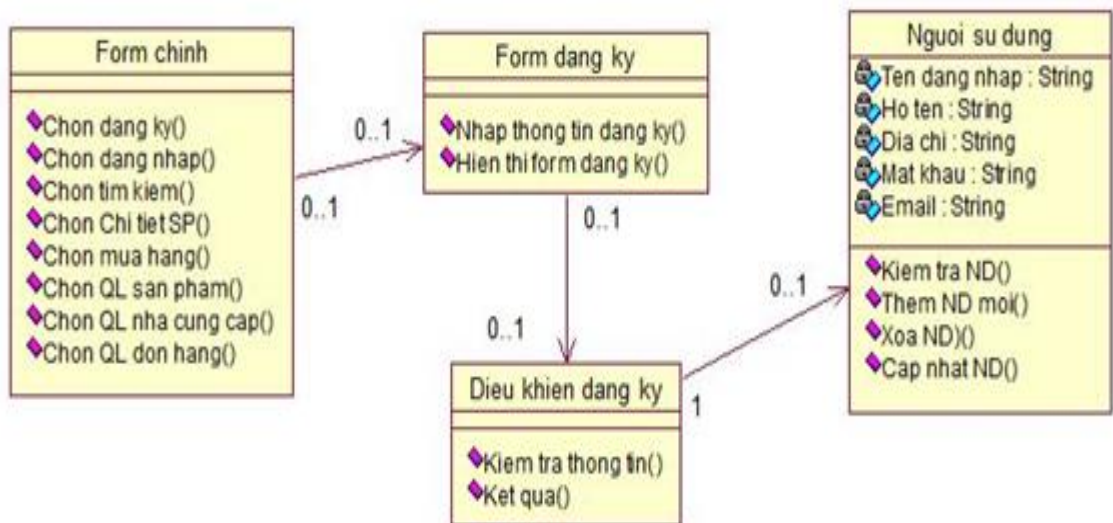 Form chinh
Chon dang ky()
Chon dang nhap()
Chon tim kiem()
Chon Chi tiet SP()
Chon mua hang()
Chon QL san pham()
Chon QL nha cung cap()
Chon QL don hang()
0..1
0..1
Form dang ky
Nhap thong tin dang ky()
Hien thi form dang ky()
0..1
0..1
Dieu khien dang ky
Kiem tra thong tin()
Ket qua()
1
0..1
Nguoi su dung
Ten dang nhap : String
Ho ten : String
Dia chi : String
Mat khau : String
Email : String
Kiem tra ND()
Them ND moi()
Xoa ND)()
Cap nhat ND()